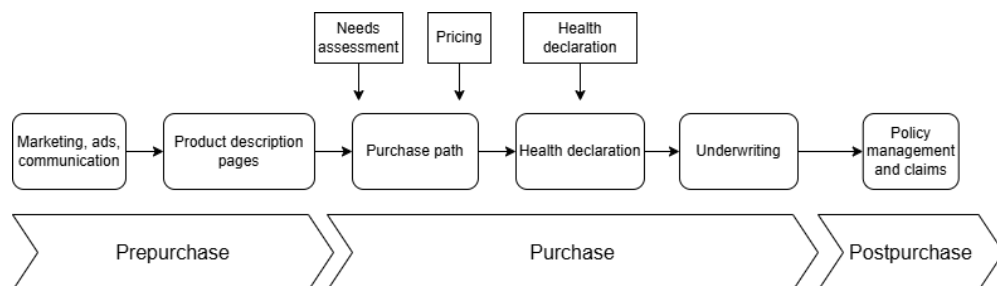 Needs
assessment
Pricing
Health
declaration
Marketing, ads,
communication
Product description
pages
Purchase path
Health declaration
Underwriting
Policy
management
and claims
Prepurchase
Purchase
Postpurchase